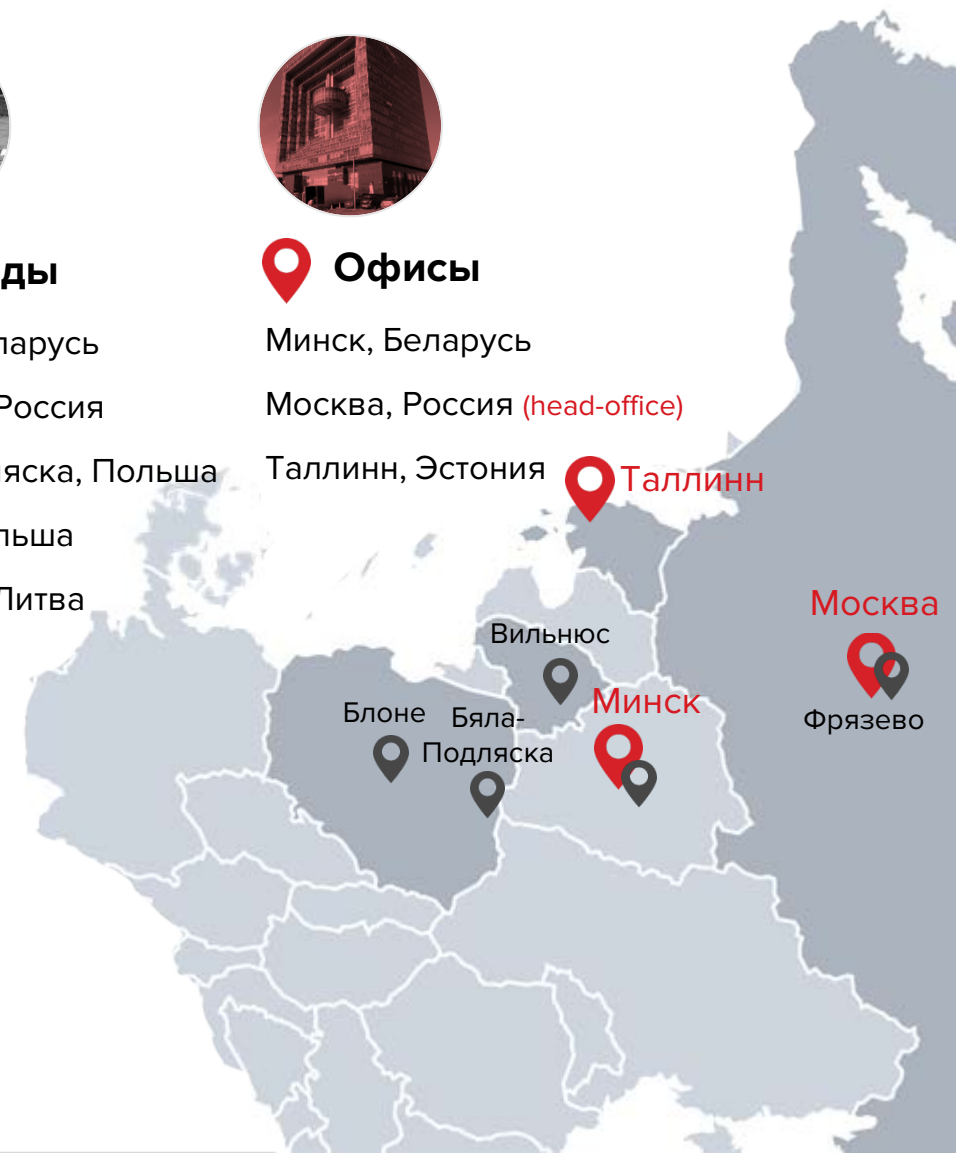 ды
Офисы
ларусь
Минск, Беларусь
Россия
Москва, Россия (head-office)
яска, Польша
Таллинн, Эстония
Таллинн
льша
Литва
Москва
Вильнюс
Минск
Блоне
Бяла-
Подляска
Фрязево